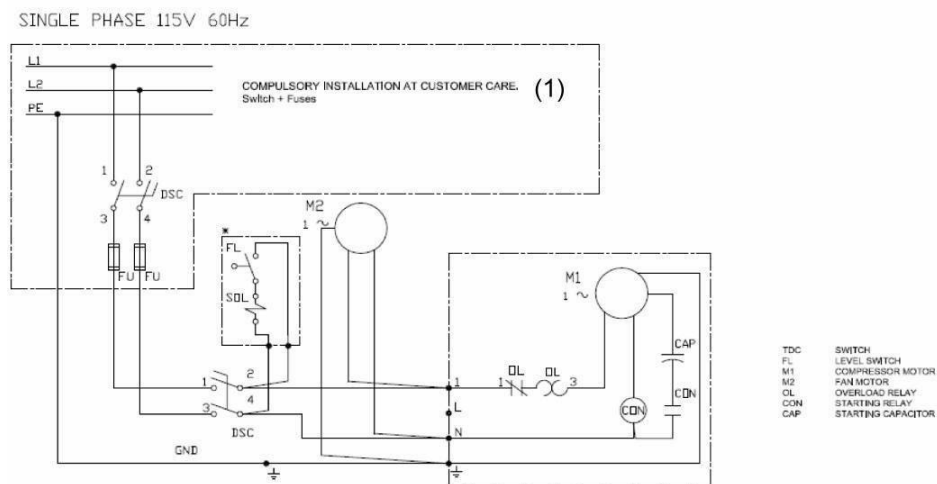 SINGLE PHASE 115V 60Hz
L1
L2
PE
COMPULSORY INSTALLATION AT CUSTOMER CARE. (1)
Switch + Fuses
1 2
DSC
3 4
FU FU
*
FL
SOL
M2
1 ~
M1
1 ~
CAP
CON
CON
OL OL
1 3
1 2
3 4
DSC
1
L
N
GND
TDC SWITCH
FL LEVEL SWITCH
M1 COMPRESSOR MOTOR
M2 FAN MOTOR
OL OVERLOAD RELAY
CON STARTING RELAY
CAP STARTING CAPACITOR